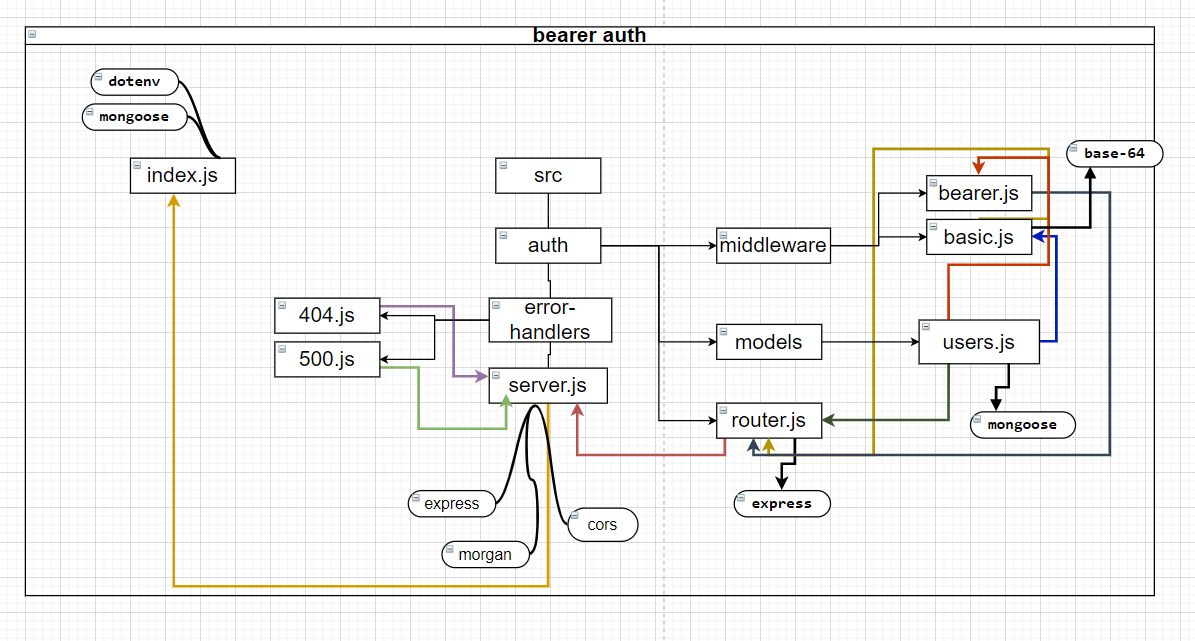 bearer auth
dotenv
mongoose
index.js
src
auth
error-
handlers
404.js
500.js
server.js
express
morgan
cors
middleware
models
router.js
express
bearer.js
basic.js
base-64
users.js
mongoose